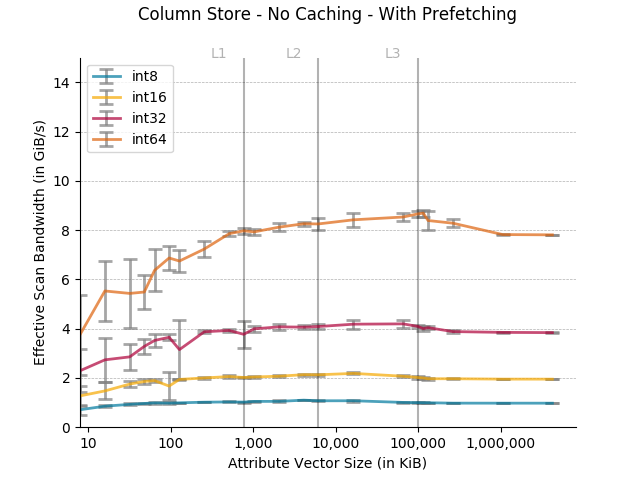 Column Store - No Caching - With Prefetching
L1 L2 L3
int8
int16
int32
int64
14
12
10
8
6
4
2
0
Effective Scan Bandwidth (in GiB/s)
10 100 1,000 10,000 100,000 1,000,000
Attribute Vector Size (in KiB)